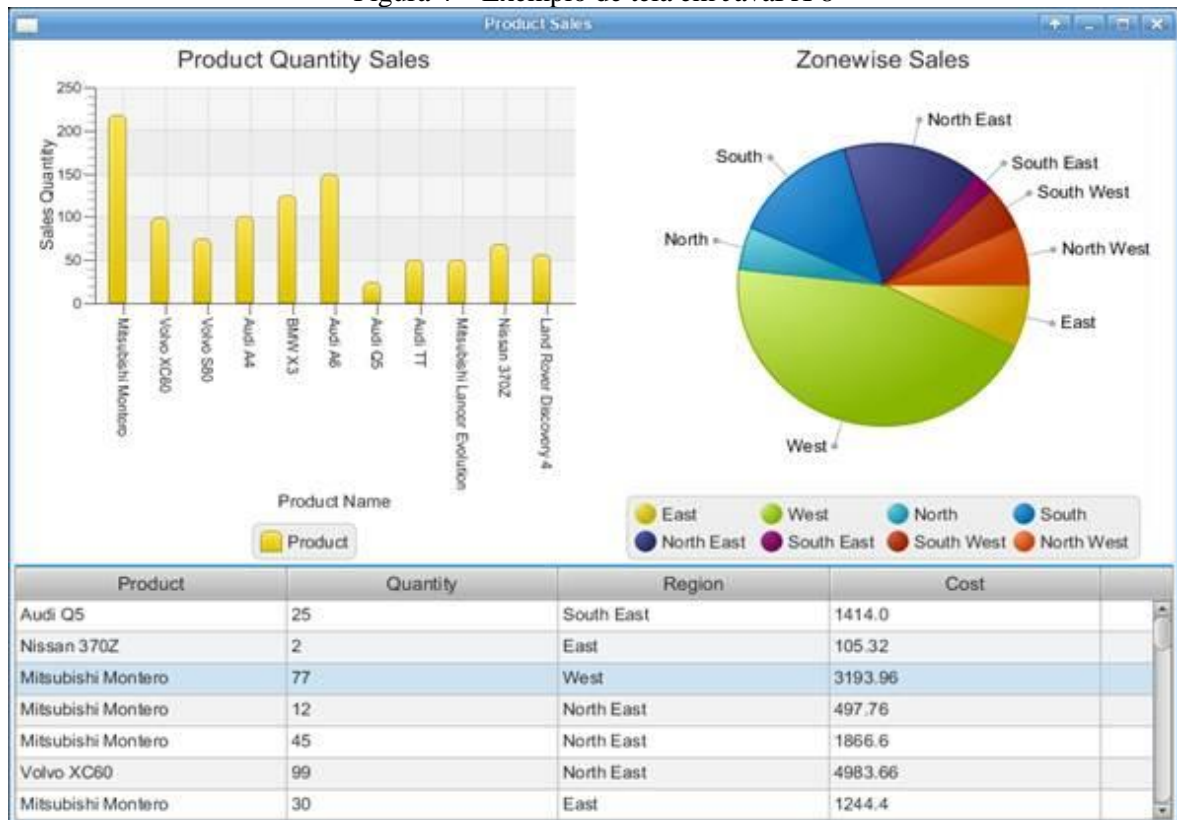 Product Sales
Product Quantity Sales
250
200
150
100
50
0
Sales Quantity
Mitsubishi Montero
Volvo XC60
Volvo S80
Audi A4
BMW X3
Audi A6
Audi Q5
Audi TT
Mitsubishi Lancer Evolution
Nissan 370Z
Land Rover Discovery 4
Product Name
Product
Zonewise Sales
North East
South
South East
South West
North
North West
East
West
East West North South
North East South East South West North West
Product Quantity Region Cost
Audi Q5 25 South East 1414.0
Nissan 370Z 2 East 105.32
Mitsubishi Montero 77 West 3193.96
Mitsubishi Montero 12 North East 497.76
Mitsubishi Montero 45 North East 1866.6
Volvo XC60 99 North East 4983.66
Mitsubishi Montero 30 East 1244.4